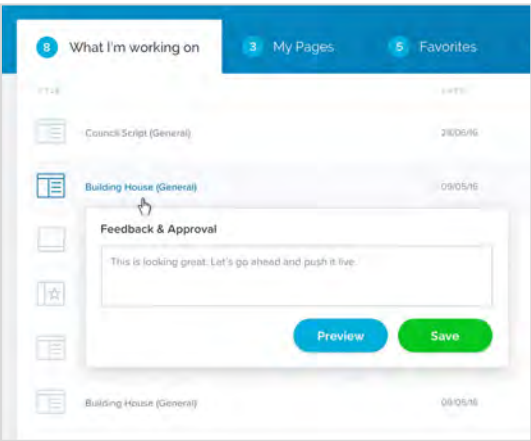 8 What I'm working on 3 My Pages 5 Favorites
TITLE DATE
Council Script (General) 28/06/16
Building House (General) 09/05/16
Feedback & Approval
This is looking great. Let's go ahead and push it live.
Preview Save
Building House (General) 09/05/16